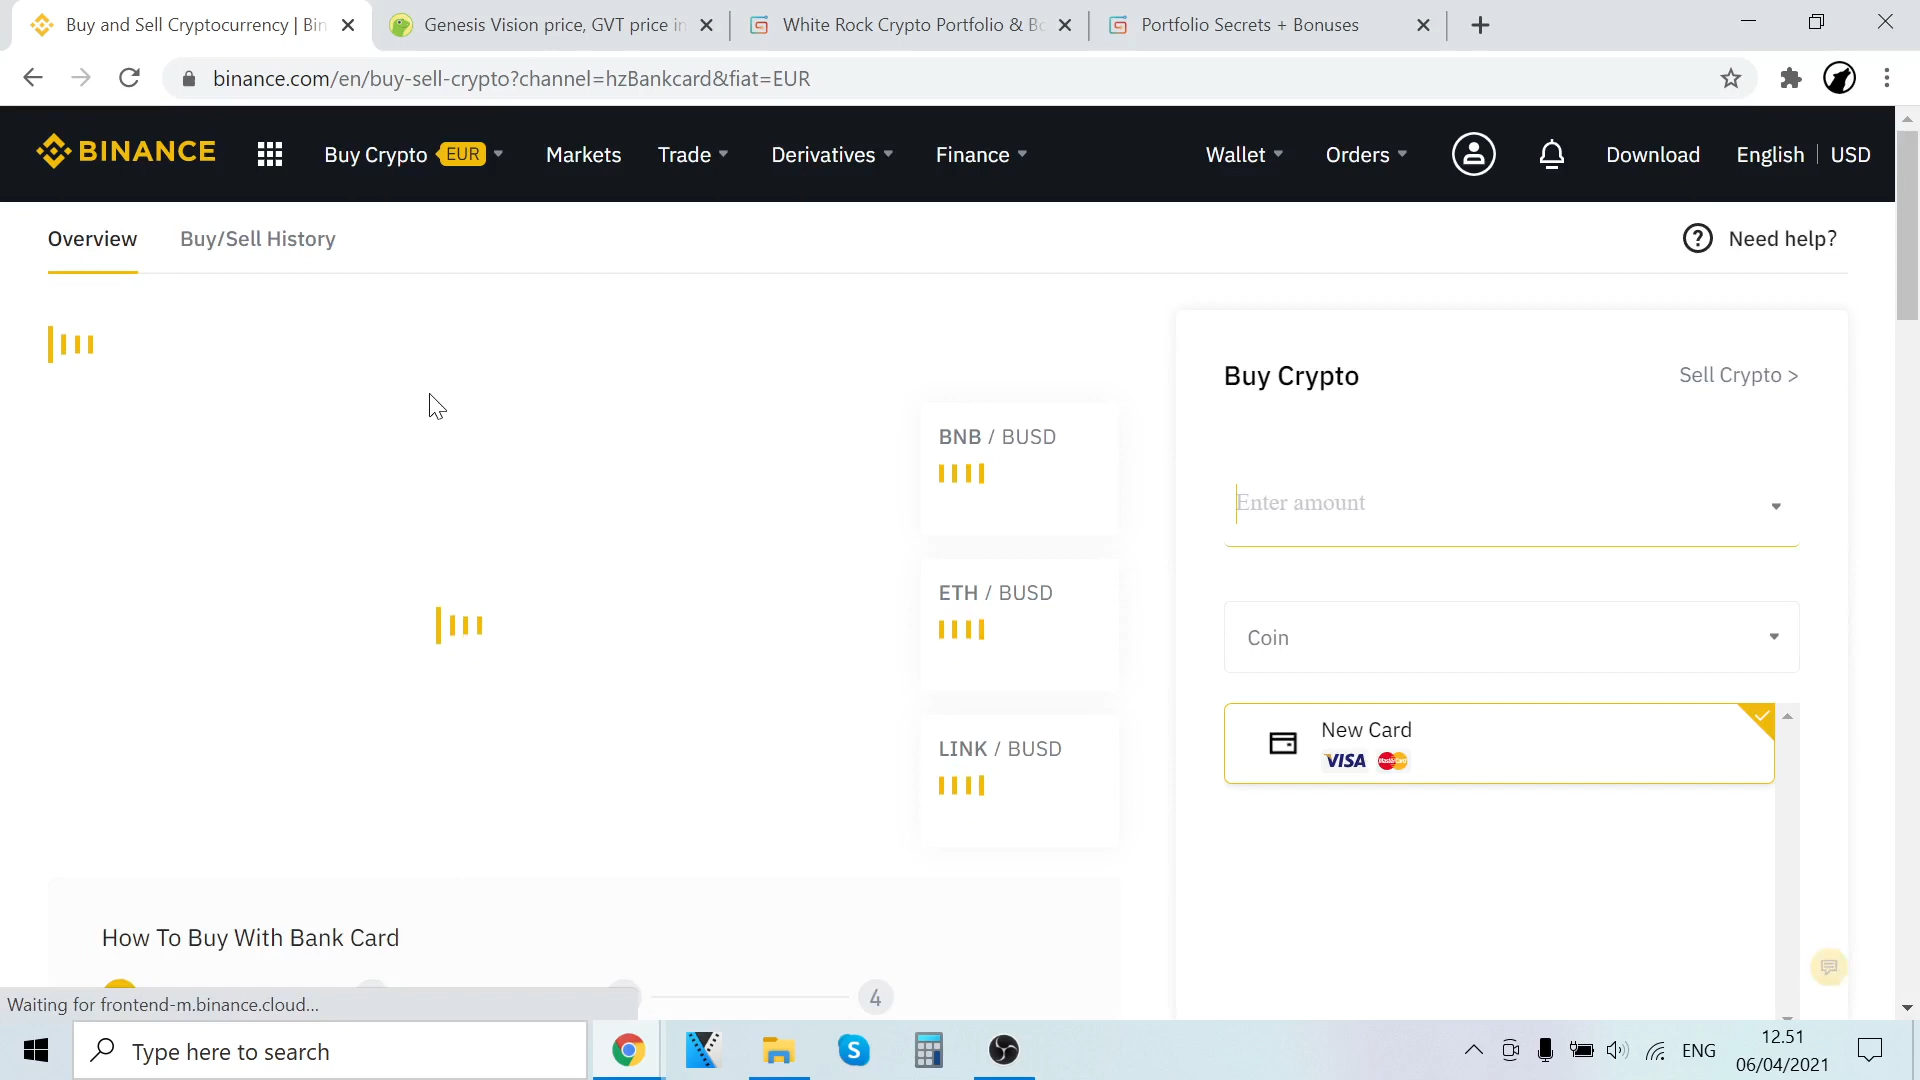 Buy and Sell Cryptocurrency | Bin
Genesis Vision price, GVT price in
White Rock Crypto Portfolio & Bo
Portfolio Secrets + Bonuses
binance.com/en/buy-sell-crypto?channel=hzBankcard&fiat=EUR
BINANCE
Buy Crypto
EUR
Markets
Trade
Derivatives
Finance
Wallet
Orders
Download
English
USD
Overview
Buy/Sell History
? Need help?
Buy Crypto
Sell Crypto >
BNB / BUSD
Enter amount
ETH / BUSD
Coin
New Card
VISA
MasterCard
LINK / BUSD
How To Buy With Bank Card
4
Waiting for frontend-m.binance.cloud...
Type here to search
S
ENG
12.51
06/04/2021